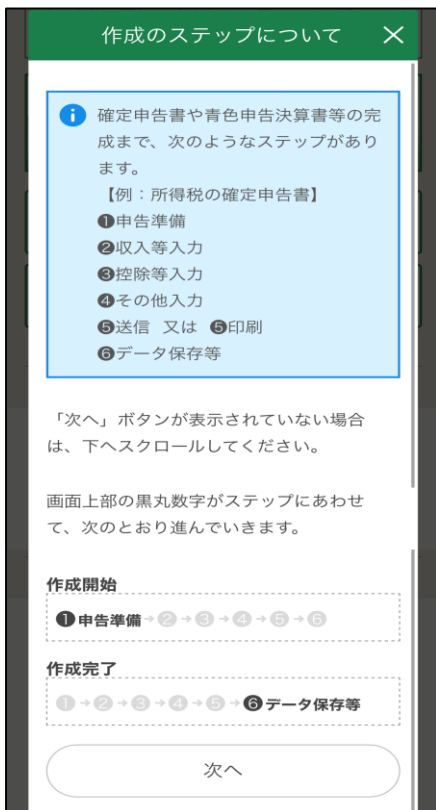 作成のステップについて ×
i 確定申告書や青色申告決算書等の完
成まで、次のようなステップがあり
ます。
【例：所得税の確定申告書】
❶申告準備
❷収入等入力
❸控除等入力
❹その他入力
❺送信 又は ❺印刷
❻データ保存等
「次へ」ボタンが表示されていない場合
は、下へスクロールしてください。
画面上部の黒丸数字がステップにあわせ
て、次のとおり進んでいきます。
作成開始
❶申告準備→❷→❸→❹→❺→❻
作成完了
❶→❷→❸→❹→❺→❻データ保存等
次へ